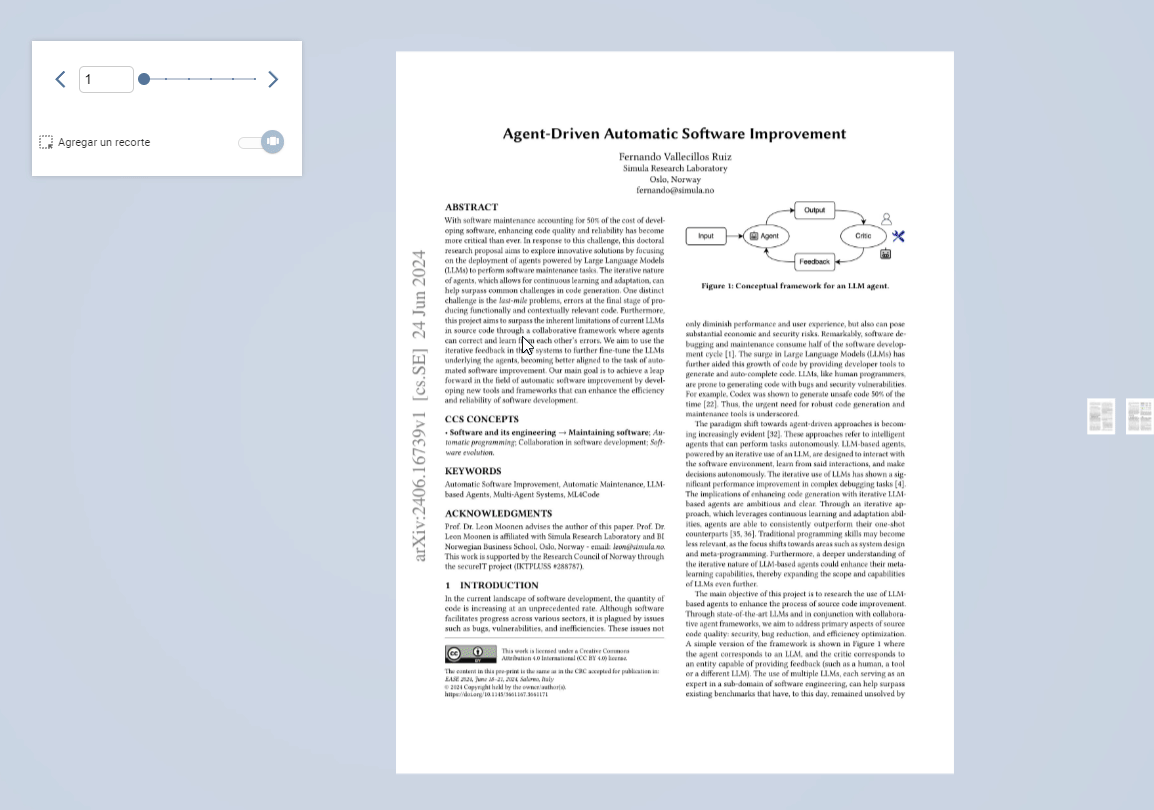 1
Agregar un recorte
arXiv:2406.16739v1 [cs.SE] 24 Jun 2024
Agent-Driven Automatic Software Improvement
Fernando Vallecillos Ruiz
Simula Research Laboratory
Oslo, Norway
fernando@simula.no
ABSTRACT
With software maintenance accounting for 50% of the cost of devel-
oping software, enhancing code quality and reliability has become
more critical than ever. In response to this challenge, this doctoral
research proposal aims to explore innovative solutions by focusing
on the deployment of agents powered by Large Language Models
(LLMs) to perform software maintenance tasks. The iterative nature
of agents, which allows for continuous learning and adaptation, can
help surpass common challenges in code generation. One distinct
challenge is the last-mile problems, errors at the final stage of pro-
ducing functionally and contextually relevant code. Furthermore,
this project aims to surpass the inherent limitations of current LLMs
in source code through a collaborative framework where agents
can correct and learn from each other's errors. We aim to use the
iterative feedback in these systems to further fine-tune the LLMs
underlying the agents, becoming better aligned to the task of auto-
mated software improvement. Our main goal is to achieve a leap
forward in the field of automatic software improvement by devel-
oping new tools and frameworks that can enhance the efficiency
and reliability of software development.
CCS CONCEPTS
• Software and its engineering → Maintaining software; Au-
tomatic programming; Collaboration in software development; Soft-
ware evolution.
KEYWORDS
Automatic Software Improvement, Automatic Maintenance, LLM-
based Agents, Multi-Agent Systems, ML4Code
ACKNOWLEDGMENTS
Prof. Dr. Leon Moonen advises the author of this paper. Prof. Dr.
Leon Moonen is affiliated with Simula Research Laboratory and BI
Norwegian Business School, Oslo, Norway - email: leon@simula.no.
This work is supported by the Research Council of Norway through
the secureIT project (IKTPLUSS #288787).
1 INTRODUCTION
In the current landscape of software development, the quantity of
code is increasing at an unprecedented rate. Although software
facilitates progress across various sectors, it is plagued by issues
such as bugs, vulnerabilities, and inefficiencies. These issues not
cc
BY
This work is licensed under a Creative Commons
Attribution 4.0 International (CC BY 4.0) license.
The content in this pre-print is the same as in the CRC accepted for publication in:
EASE 2024, June 18–21, 2024, Salerno, Italy
© 2024 Copyright held by the owner/author(s).
https://doi.org/10.1145/3661167.3661171
Input
Agent
Output
Critic
Feedback
Figure 1: Conceptual framework for an LLM agent.
only diminish performance and user experience, but also can pose
substantial economic and security risks. Remarkably, software de-
bugging and maintenance consume half of the software develop-
ment cycle [1]. The surge in Large Language Models (LLMs) has
further aided this growth of code by providing developer tools to
generate and auto-complete code. LLMs, like human programmers,
are prone to generating code with bugs and security vulnerabilities.
For example, Codex was shown to generate unsafe code 50% of the
time [22]. Thus, the urgent need for robust code generation and
maintenance tools is underscored.
The paradigm shift towards agent-driven approaches is becom-
ing increasingly evident [32]. These approaches refer to intelligent
agents that can perform tasks autonomously. LLM-based agents,
powered by an iterative use of an LLM, are designed to interact with
the software environment, learn from said interactions, and make
decisions autonomously. The iterative use of LLMs has shown a sig-
nificant performance improvement in complex debugging tasks [4].
The implications of enhancing code generation with iterative LLM-
based agents are ambitious and clear. Through an iterative ap-
proach, which leverages continuous learning and adaptation abil-
ities, agents are able to consistently outperform their one-shot
counterparts [35, 36]. Traditional programming skills may become
less relevant, as the focus shifts towards areas such as system design
and meta-programming. Furthermore, a deeper understanding of
the iterative nature of LLM-based agents could enhance their meta-
learning capabilities, thereby expanding the scope and capabilities
of LLMs even further.
The main objective of this project is to research the use of LLM-
based agents to enhance the process of source code improvement.
Through state-of-the-art LLMs and in conjunction with collabora-
tive agent frameworks, we aim to address primary aspects of source
code quality: security, bug reduction, and efficiency optimization.
A simple version of the framework is shown in Figure 1 where
the agent corresponds to an LLM, and the critic corresponds to
an entity capable of providing feedback (such as a human, a tool
or a different LLM). The use of multiple LLMs, each serving as an
expert in a sub-domain of software engineering, can help surpass
existing benchmarks that have, to this day, remained unsolved by